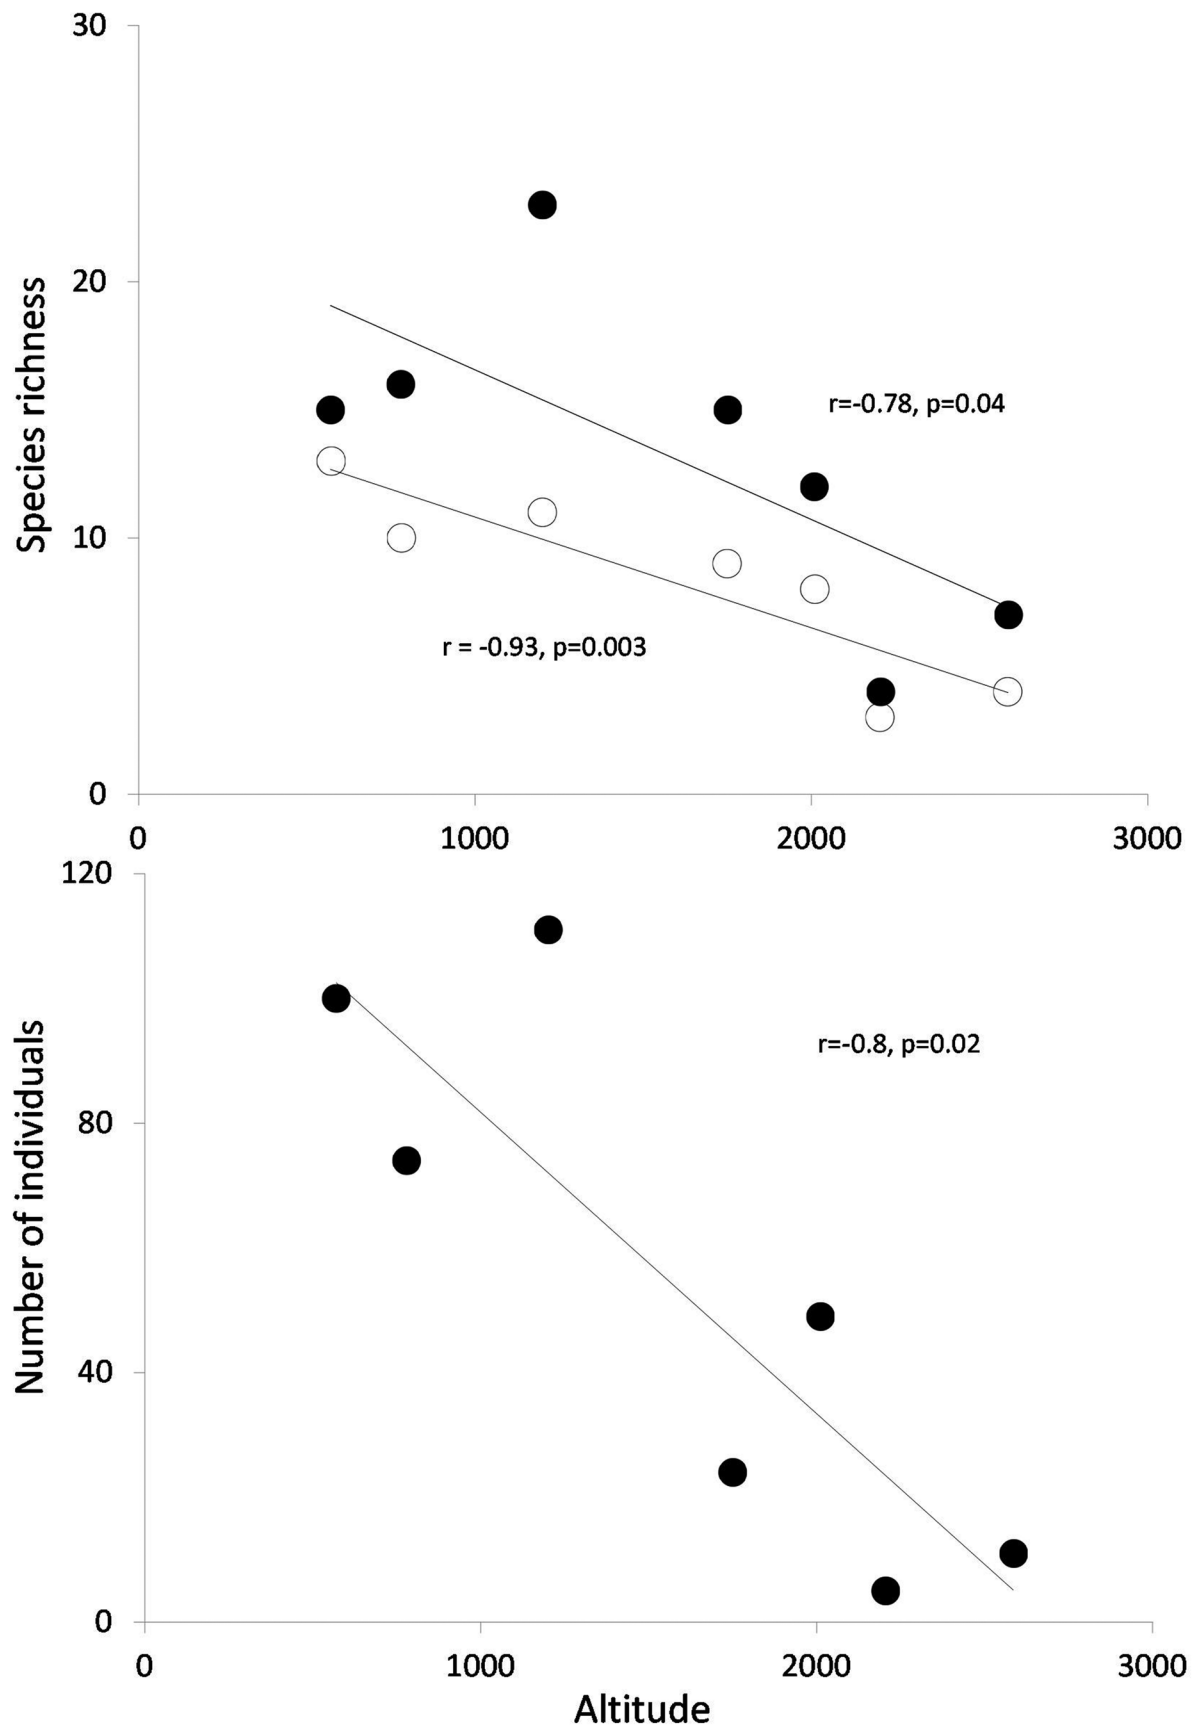 30
20
10
0
Species richness
r=-0.78, p=0.04
r = -0.93, p=0.003
0 1000 2000 3000
120
80
40
0
Number of individuals
r=-0.8, p=0.02
0 1000 2000 3000
Altitude